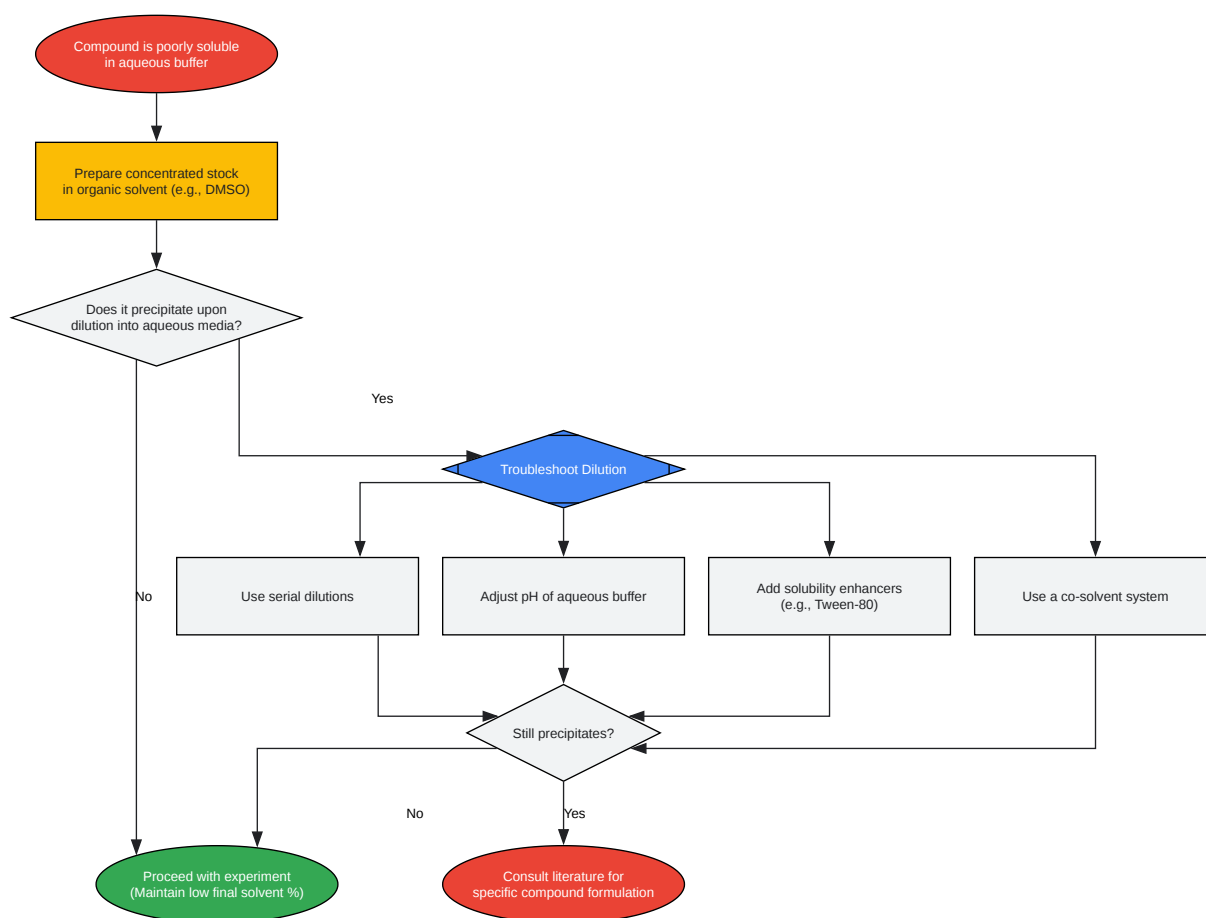 Compound is poorly soluble
in aqueous buffer
Prepare concentrated stock
in organic solvent (e.g., DMSO)
Does it precipitate upon
dilution into aqueous media?
Yes
Troubleshoot Dilution
No
Use serial dilutions
Adjust pH of aqueous buffer
Add solubility enhancers
(e.g., Tween-80)
Use a co-solvent system
Still precipitates?
No
Yes
Proceed with experiment
(Maintain low final solvent %)
Consult literature for
specific compound formulation